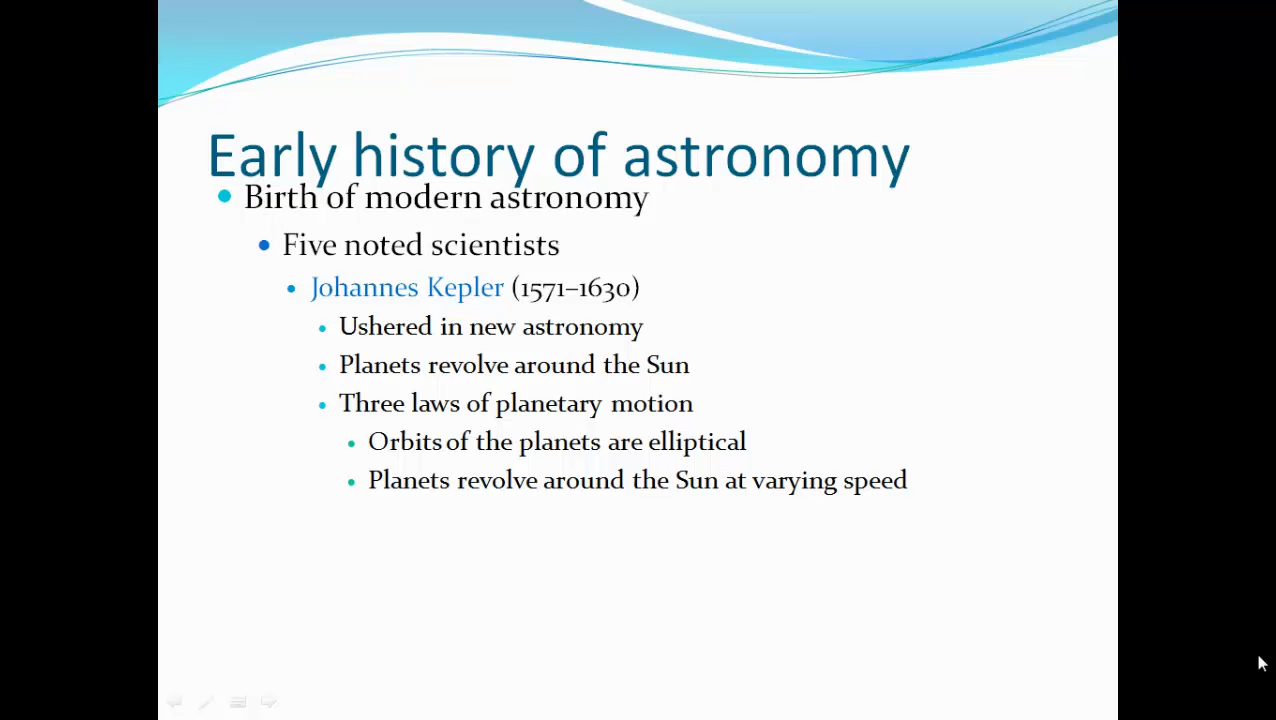 Early history of astronomy
Birth of modern astronomy
Five noted scientists
Johannes Kepler (1571–1630)
Ushered in new astronomy
Planets revolve around the Sun
Three laws of planetary motion
Orbits of the planets are elliptical
Planets revolve around the Sun at varying speed